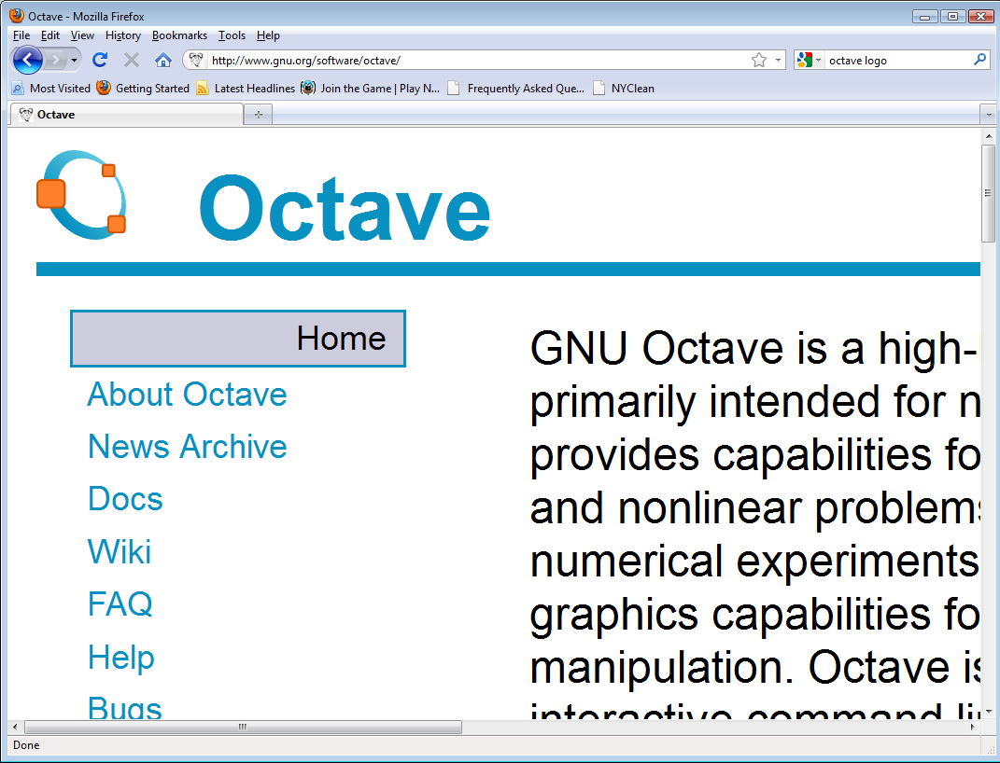 Octave - Mozilla Firefox
File Edit View History Bookmarks Tools Help
http://www.gnu.org/software/octave/ octave logo
Most Visited Getting Started Latest Headlines Join the Game | Play N... Frequently Asked Que... NYClean
Octave
Octave
Home
About Octave
News Archive
Docs
Wiki
FAQ
Help
Bugs
GNU Octave is a high-
primarily intended for n
provides capabilities fo
and nonlinear problems
numerical experiments
graphics capabilities fo
manipulation. Octave is
interactive command li
Done